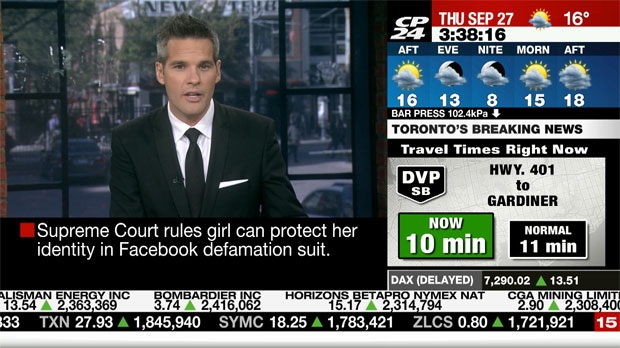 NEW
CP
24
THU SEP 27
16°
3:38:16
AFT EVE NITE MORN AFT
16 13 8 15 18
BAR PRESS 102.4kPa
TORONTO'S BREAKING NEWS
Travel Times Right Now
DVP
SB
HWY. 401
to
GARDINER
NOW
10 min
NORMAL
11 min
Supreme Court rules girl can protect her
identity in Facebook defamation suit.
DAX (DELAYED) 7,290.02 ▲ 13.51
ALISMAN ENERGY INC BOMBARDIER INC HORIZONS BETAPRO NYMEX NAT CGA MINING LIMIT
13.54 ▲ 2,363,369 3.74 ▲ 2,416,062 15.17 ▲ 2,314,794 2.90 ▲ 2,308,40
833 TXN 27.93 ▲ 1,845,940 SYMC 18.25 ▲ 1,783,421 ZLCS 0.80 ▲ 1,721,921 15